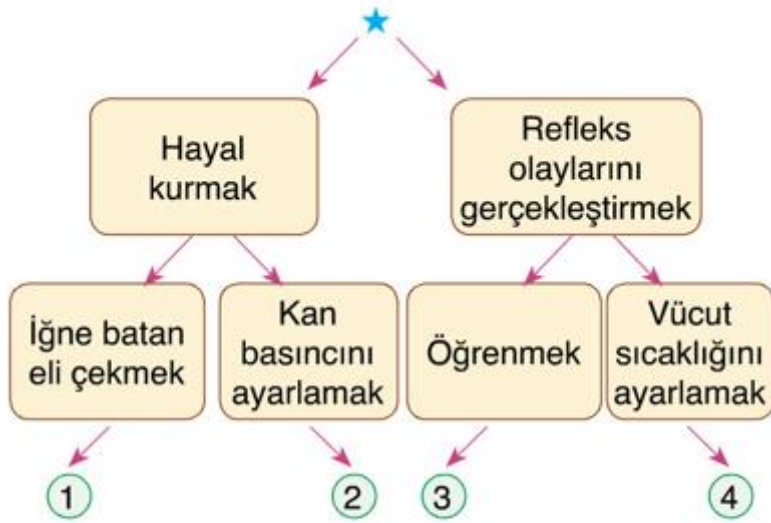 Hayal
kurmak
Refleks
olaylarını
gerçekleştirmek
İğne batan
eli çekmek
Kan
basıncını
ayarlamak
Öğrenmek
Vücut
sıcaklığını
ayarlamak
1
2
3
4